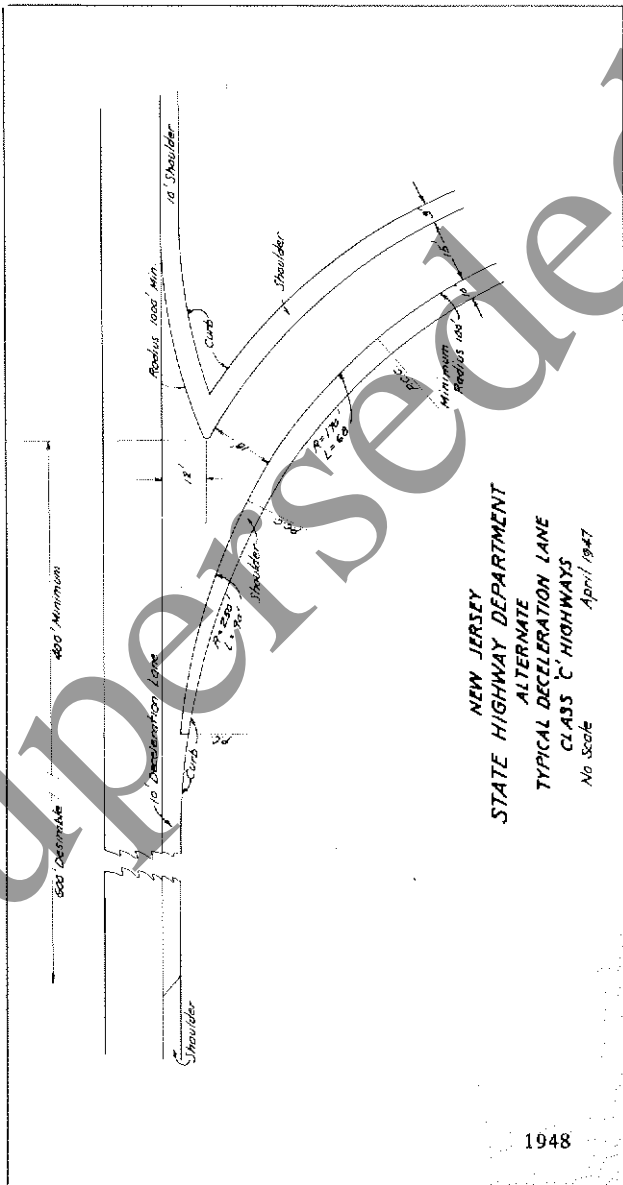 600' Desirable
400' Minimum
10' Deceleration Lane
12'
Radius 1000' Min.
10' Shoulder
Curb
Shoulder
Curb
R=250'
L=90'
Shoulder
R=170'
L=68'
P.C.
P.C.C.
P.C.C.
Minimum
Radius 100'
10'
Shoulder
NEW JERSEY
STATE HIGHWAY DEPARTMENT
ALTERNATE
TYPICAL DECELERATION LANE
CLASS 'C' HIGHWAYS
No Scale April 1947
1948
Superseded